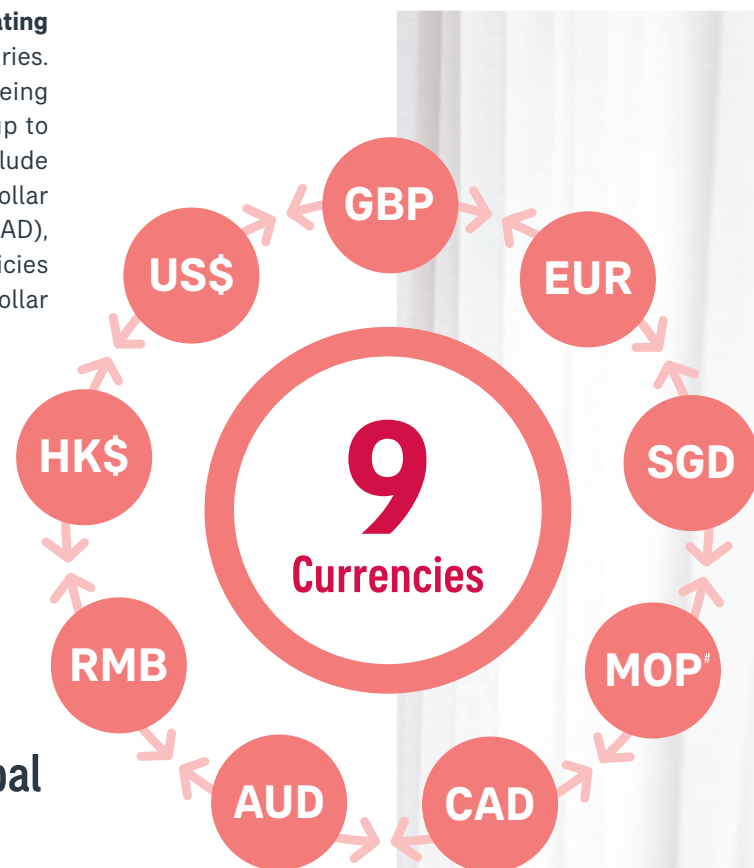 ating
ries.
eing
up to
lude
ollar
AD),
icies
ollar
GBP
US$
EUR
HK$
9
Currencies
SGD
RMB
MOP#
AUD
CAD
bal